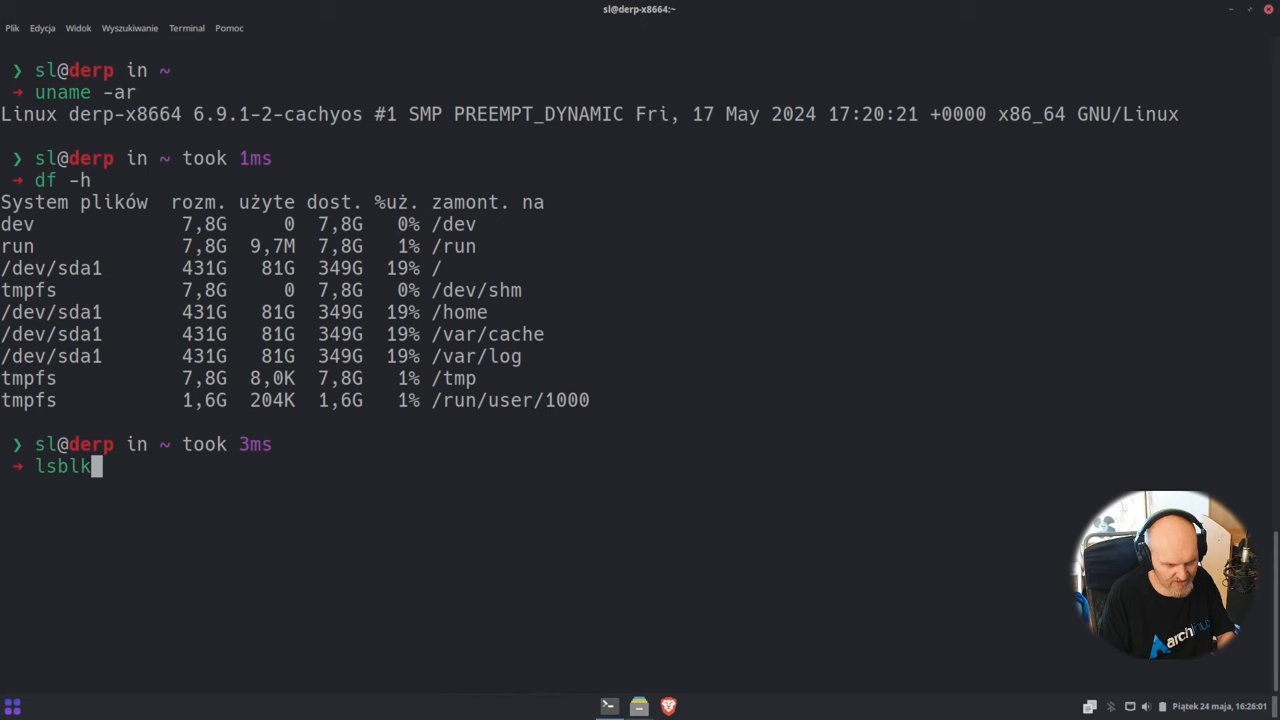 sl@derp-x8664:~
Plik Edycja Widok Wyszukiwanie Terminal Pomoc
❯ sl@derp in ~
➜ uname -ar
Linux derp-x8664 6.9.1-2-cachyos #1 SMP PREEMPT_DYNAMIC Fri, 17 May 2024 17:20:21 +0000 x86_64 GNU/Linux
❯ sl@derp in ~ took 1ms
➜ df -h
System plików rozm. użyte dost. %uż. zamont. na
dev 7,8G 0 7,8G 0% /dev
run 7,8G 9,7M 7,8G 1% /run
/dev/sda1 431G 81G 349G 19% /
tmpfs 7,8G 0 7,8G 0% /dev/shm
/dev/sda1 431G 81G 349G 19% /home
/dev/sda1 431G 81G 349G 19% /var/cache
/dev/sda1 431G 81G 349G 19% /var/log
tmpfs 7,8G 8,0K 7,8G 1% /tmp
tmpfs 1,6G 204K 1,6G 1% /run/user/1000
❯ sl@derp in ~ took 3ms
➜ lsblk
archlinux
Piątek 24 maja, 16:26:01